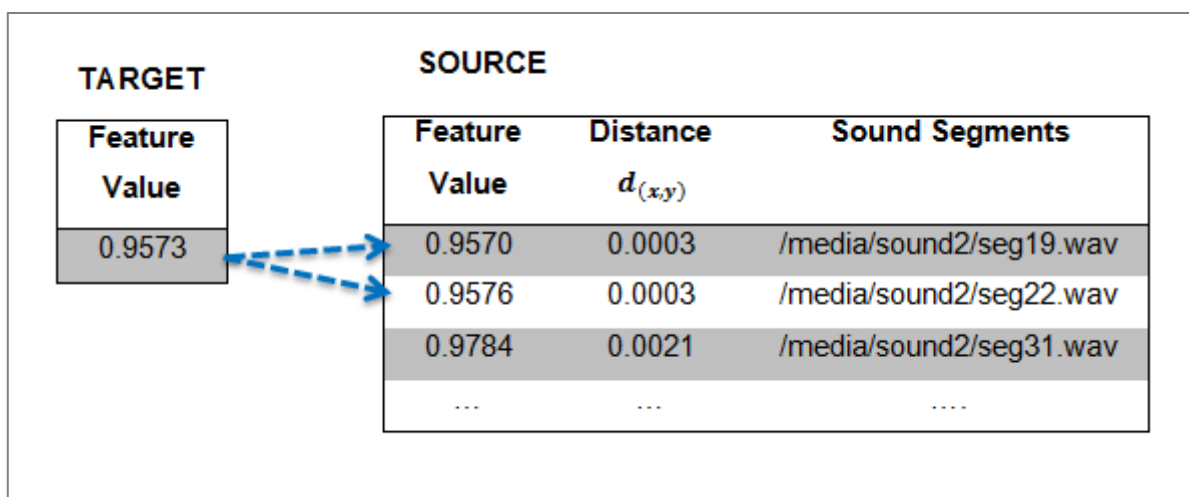 TARGET
Feature
Value
0.9573
SOURCE
Feature Distance Sound Segments
Value d(x,y)
0.9570 0.0003 /media/sound2/seg19.wav
0.9576 0.0003 /media/sound2/seg22.wav
0.9784 0.0021 /media/sound2/seg31.wav
... ... ....